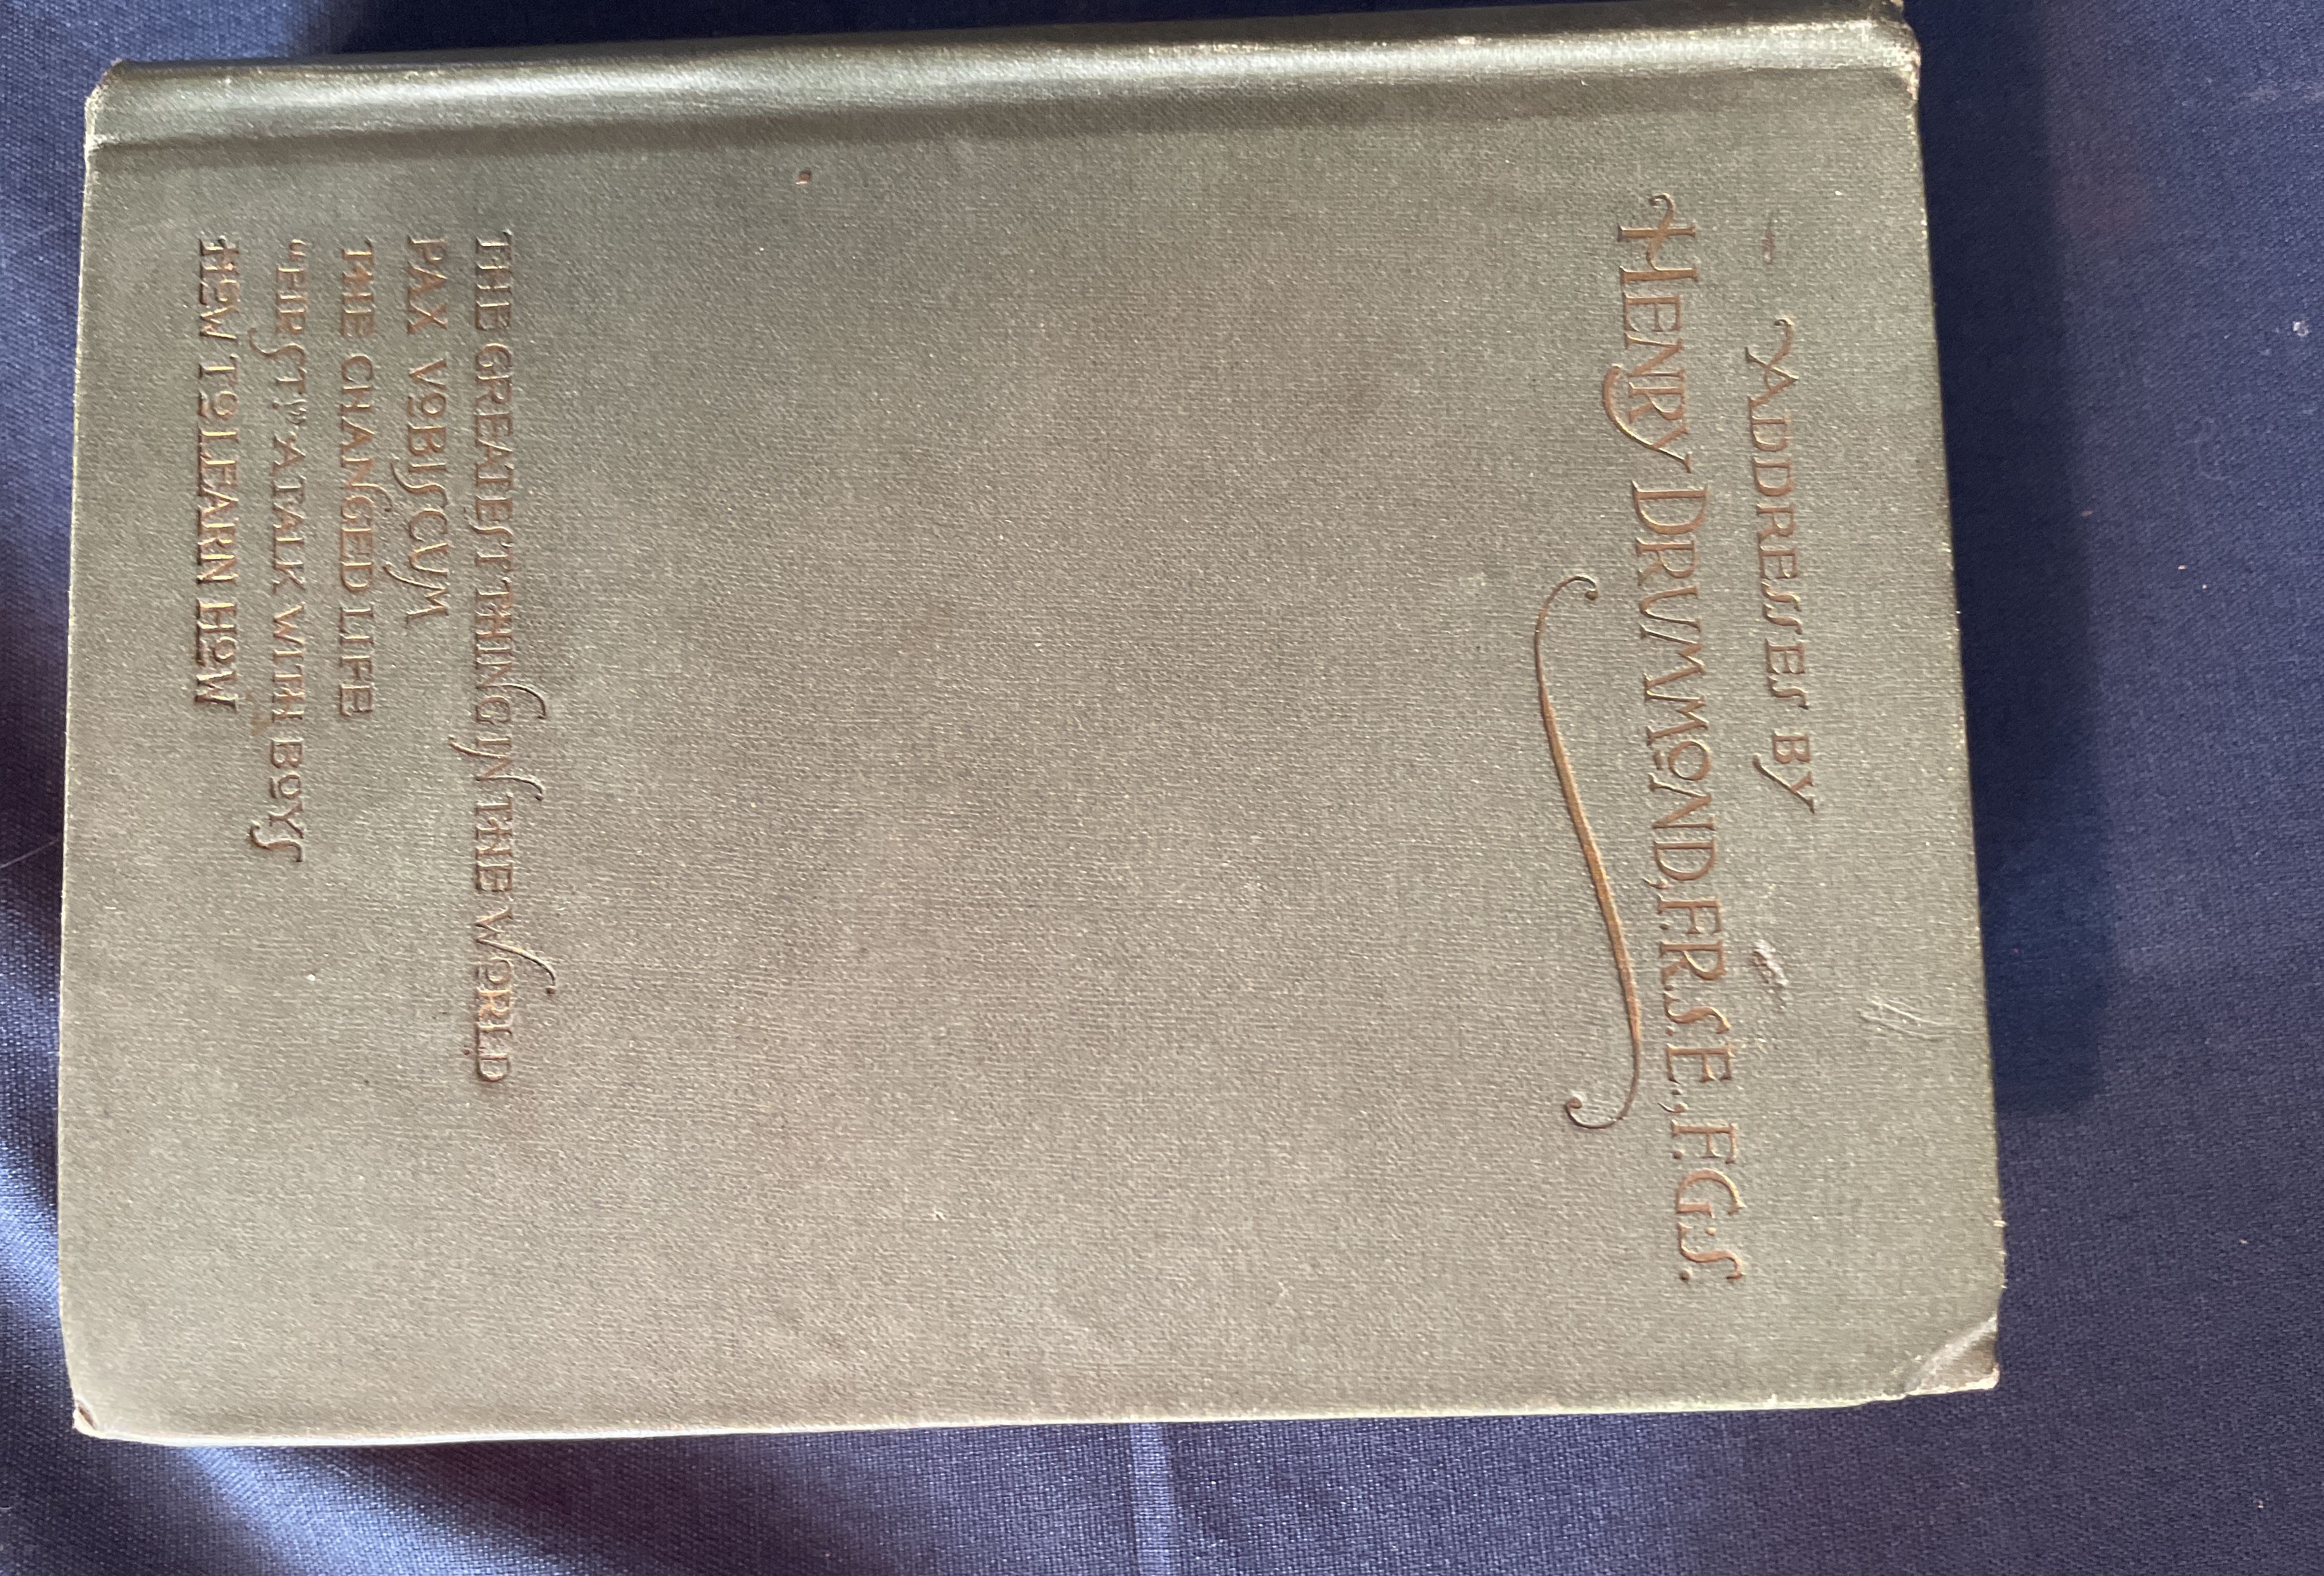 ADDRESSES BY
HENRY DRUMMOND, F.R.S.E., F.G.S.
THE GREATEST THING IN THE WORLD
PAX VOBISCUM
THE CHANGED LIFE
"FIRST!" A TALK WITH BOYS
HOW TO LEARN HOW